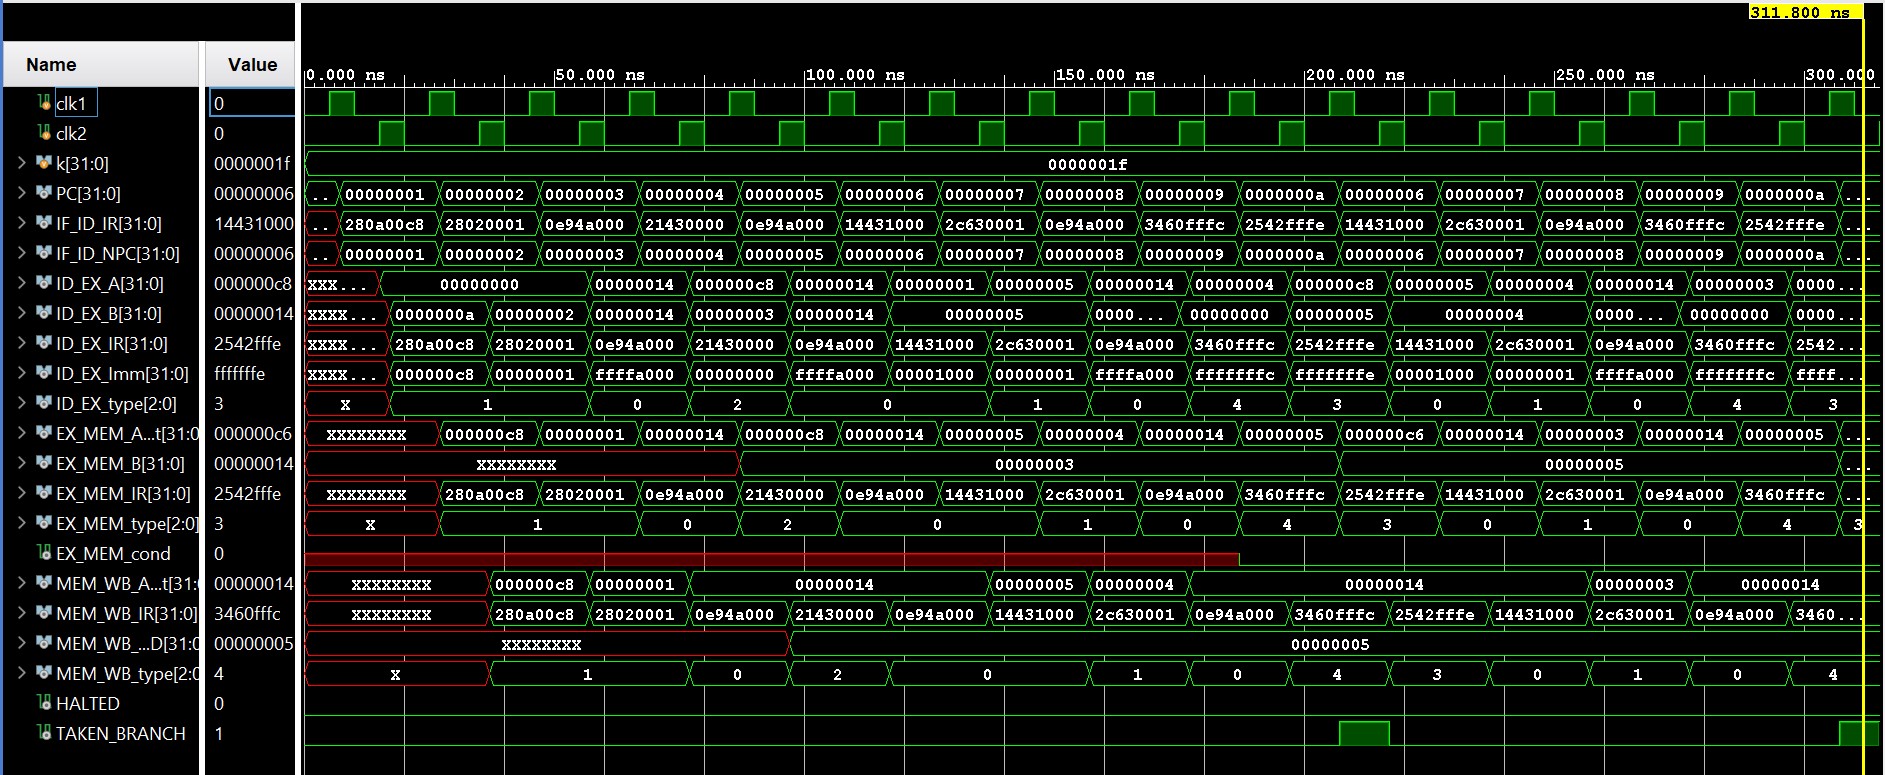 311.800 ns
Name Value
0.000 ns 50.000 ns 100.000 ns 150.000 ns 200.000 ns 250.000 ns 300.000
clk1 0
clk2 0
k[31:0] 0000001f 0000001f
PC[31:0] 00000006 .. 00000001 00000002 00000003 00000004 00000005 00000006 00000007 00000008 00000009 0000000a 00000006 00000007 00000008 00000009 0000000a ...
IF_ID_IR[31:0] 14431000 .. 280a00c8 28020001 0e94a000 21430000 0e94a000 14431000 2c630001 0e94a000 3460fffc 2542fffe 14431000 2c630001 0e94a000 3460fffc 2542fffe ...
IF_ID_NPC[31:0] 00000006 .. 00000001 00000002 00000003 00000004 00000005 00000006 00000007 00000008 00000009 0000000a 00000006 00000007 00000008 00000009 0000000a ...
ID_EX_A[31:0] 000000c8 XXX... 00000000 00000014 000000c8 00000014 00000001 00000005 00000014 00000004 000000c8 00000005 00000004 00000014 00000003 0000...
ID_EX_B[31:0] 00000014 XXXX... 0000000a 00000002 00000014 00000003 00000014 00000005 0000... 00000000 00000005 00000004 0000... 00000000 0000...
ID_EX_IR[31:0] 2542fffe XXXX... 280a00c8 28020001 0e94a000 21430000 0e94a000 14431000 2c630001 0e94a000 3460fffc 2542fffe 14431000 2c630001 0e94a000 3460fffc 2542...
ID_EX_Imm[31:0] fffffffe XXXX... 000000c8 00000001 ffffa000 00000000 ffffa000 00001000 00000001 ffffa000 fffffffc fffffffe 00001000 00000001 ffffa000 fffffffc ffff...
ID_EX_type[2:0] 3 X 1 0 2 0 1 0 4 3 0 1 0 4 3
EX_MEM_A...t[31:0 000000c6 XXXXXXXX 000000c8 00000001 00000014 000000c8 00000014 00000005 00000004 00000014 00000005 000000c6 00000014 00000003 00000014 00000005 ...
EX_MEM_B[31:0] 00000014 XXXXXXXX 00000003 00000005 ...
EX_MEM_IR[31:0] 2542fffe XXXXXXXX 280a00c8 28020001 0e94a000 21430000 0e94a000 14431000 2c630001 0e94a000 3460fffc 2542fffe 14431000 2c630001 0e94a000 3460fffc ...
EX_MEM_type[2:0] 3 X 1 0 2 0 1 0 4 3 0 1 0 4 3
EX_MEM_cond 0
MEM_WB_A...t[31: 00000014 XXXXXXXX 000000c8 00000001 00000014 00000005 00000004 00000014 00000003 00000014
MEM_WB_IR[31:0] 3460fffc XXXXXXXX 280a00c8 28020001 0e94a000 21430000 0e94a000 14431000 2c630001 0e94a000 3460fffc 2542fffe 14431000 2c630001 0e94a000 3460...
MEM_WB_...D[31:0 00000005 XXXXXXXX 00000005
MEM_WB_type[2:0 4 X 1 0 2 0 1 0 4 3 0 1 0 4
HALTED 0
TAKEN_BRANCH 1